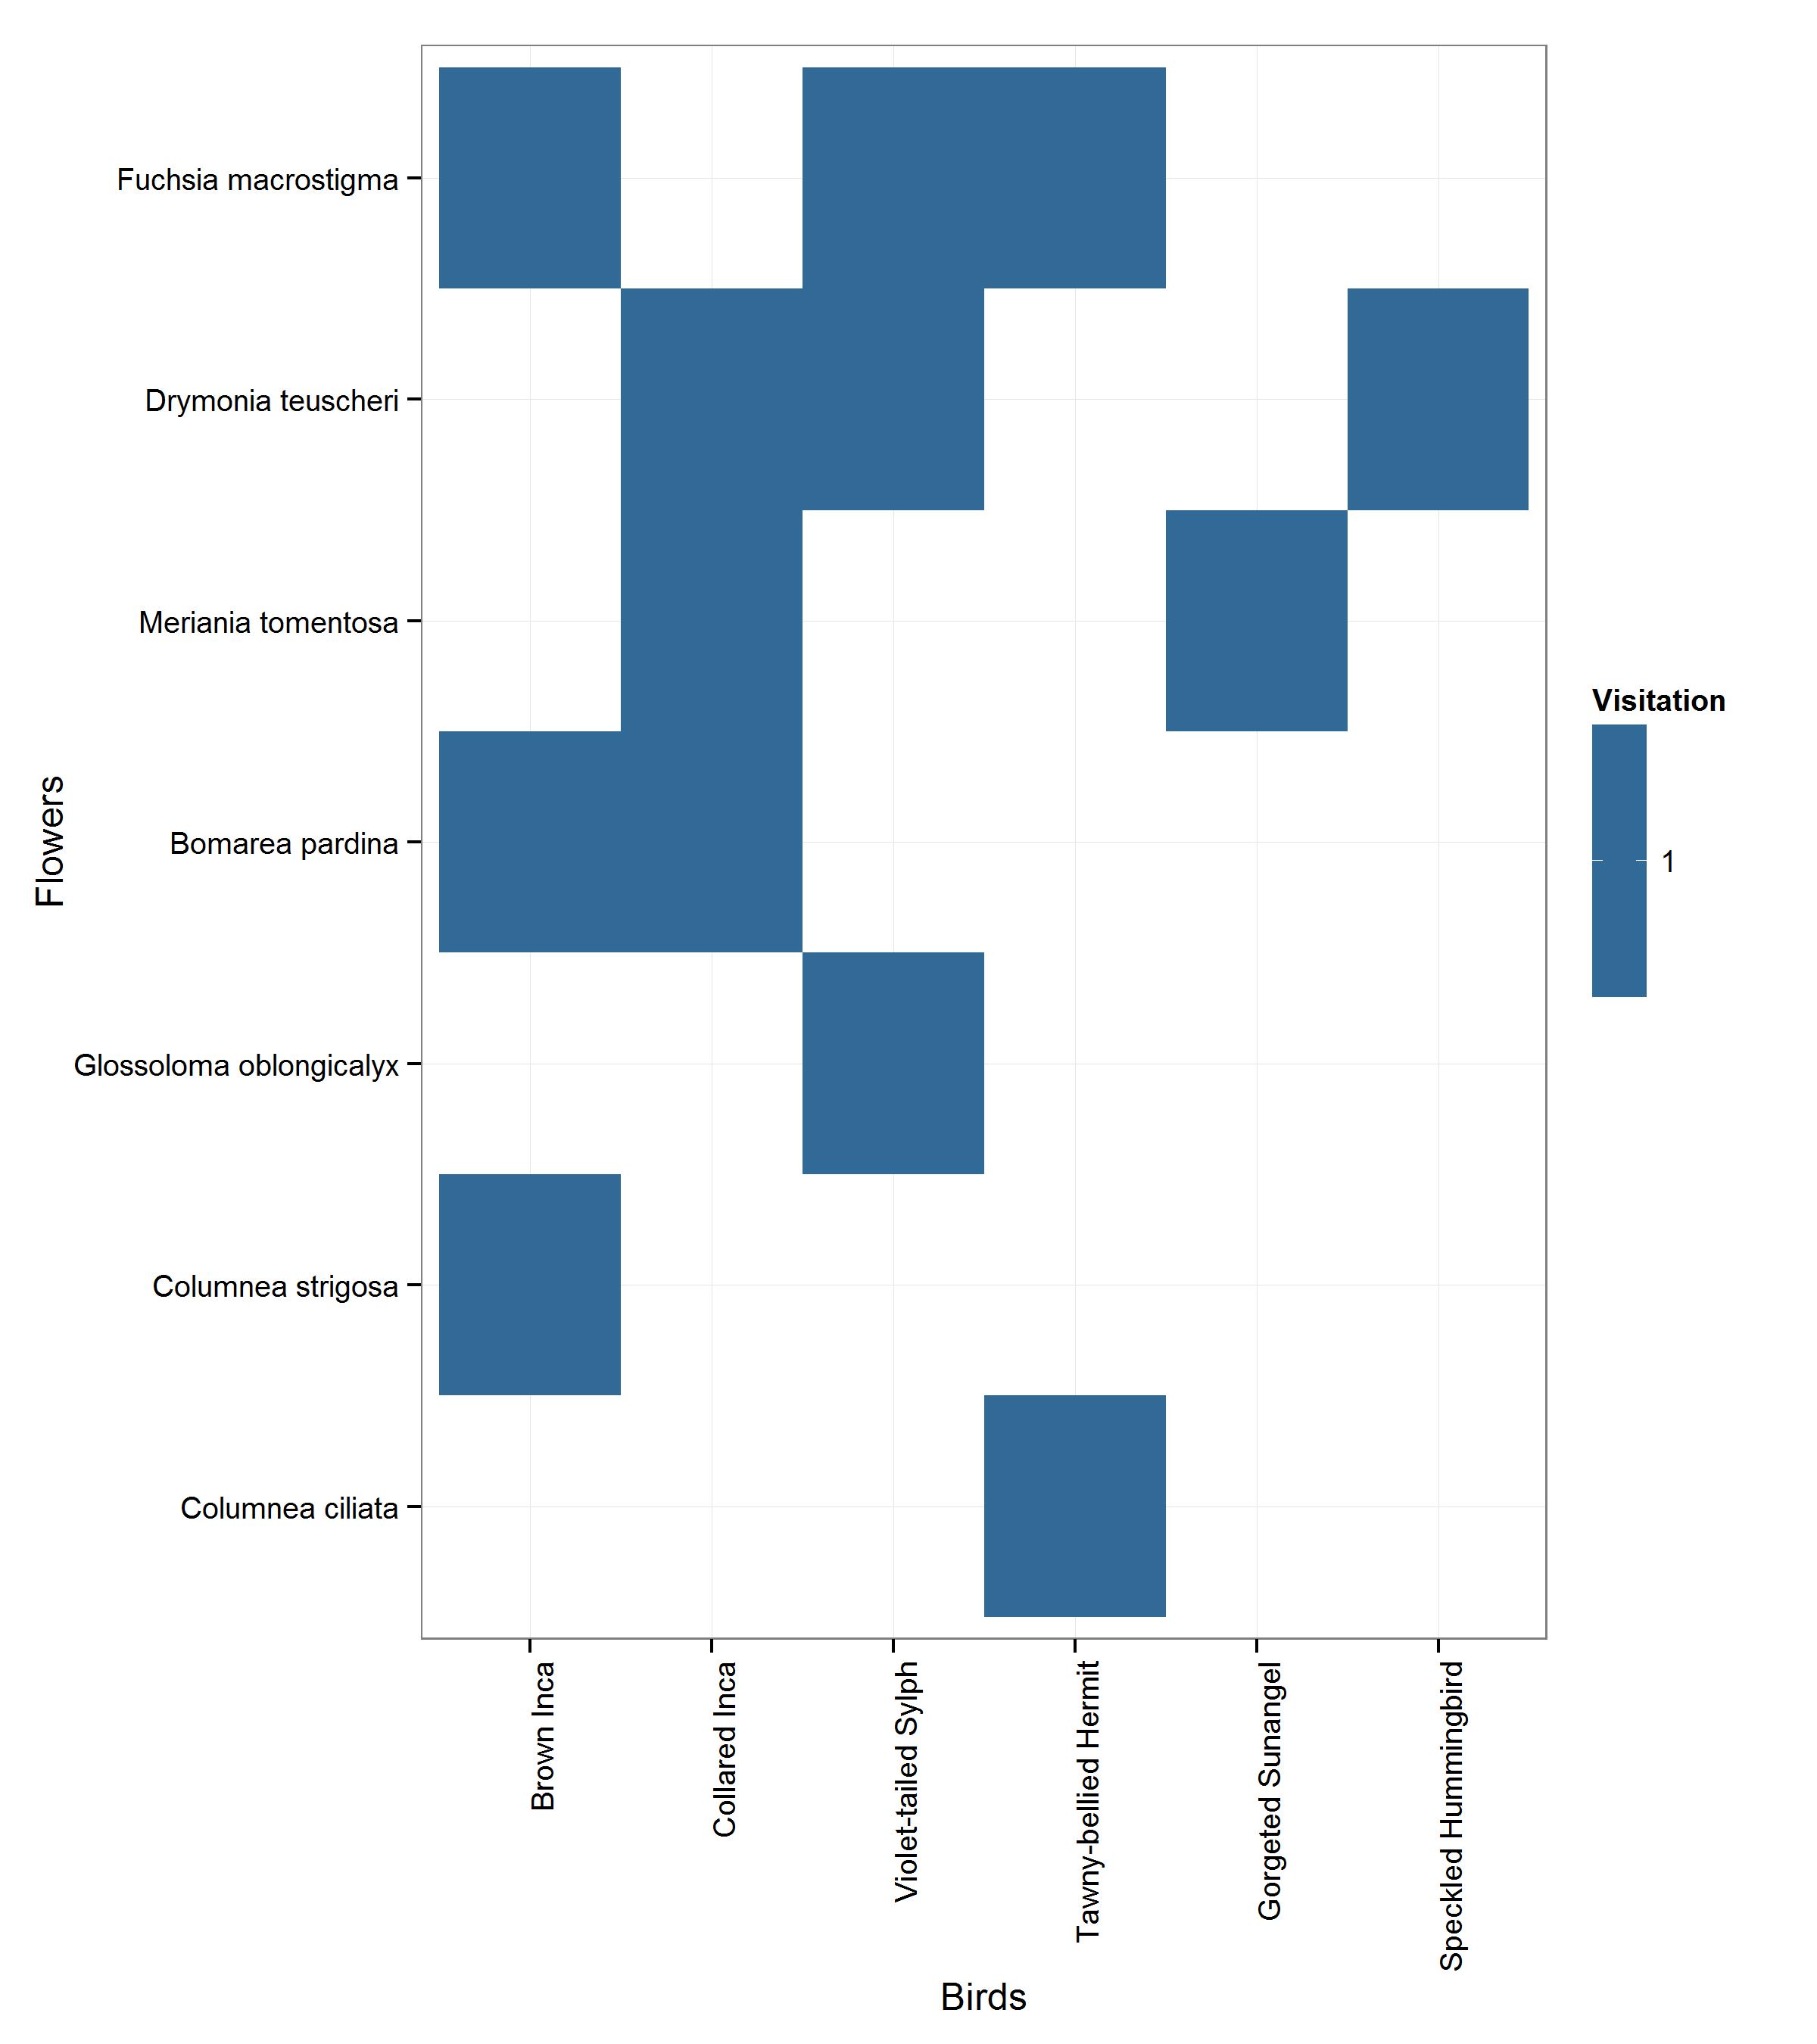 Fuchsia macrostigma
Drymonia teuscheri
Meriania tomentosa
Bomarea pardina
Glossoloma oblongicalyx
Columnea strigosa
Columnea ciliata
Flowers
Brown Inca
Collared Inca
Violet-tailed Sylph
Tawny-bellied Hermit
Gorgeted Sunangel
Speckled Hummingbird
Birds
Visitation
1